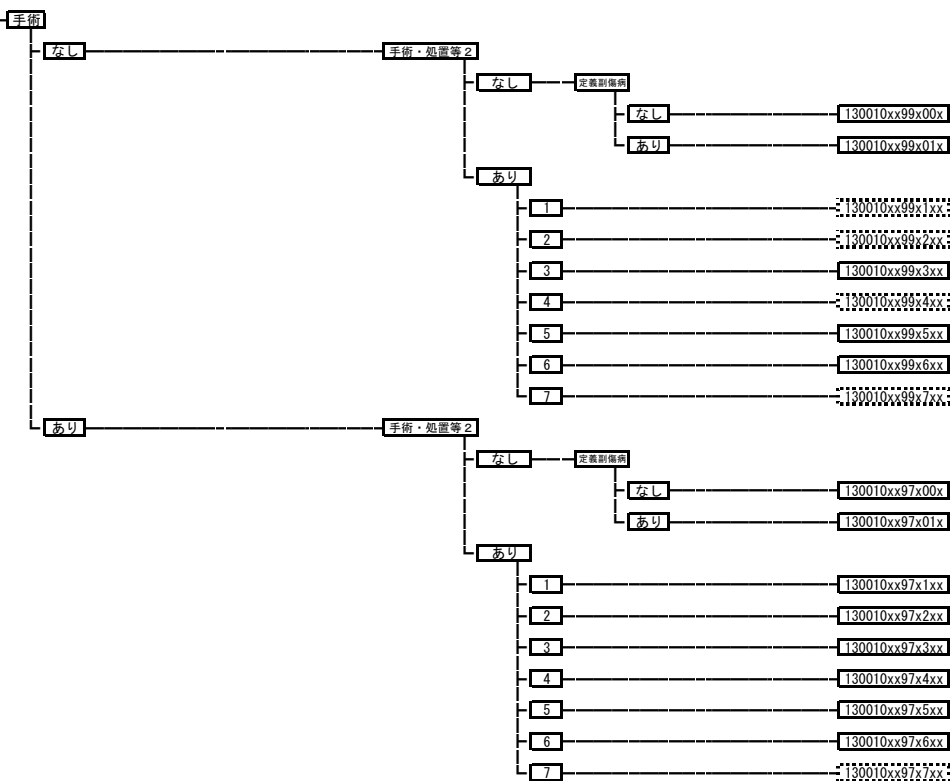 手術
なし 手術・処置等2
なし 定義副傷病
なし 130010xx99x00x
あり 130010xx99x01x
あり
1 130010xx99x1xx
2 130010xx99x2xx
3 130010xx99x3xx
4 130010xx99x4xx
5 130010xx99x5xx
6 130010xx99x6xx
7 130010xx99x7xx
あり 手術・処置等2
なし 定義副傷病
なし 130010xx97x00x
あり 130010xx97x01x
あり
1 130010xx97x1xx
2 130010xx97x2xx
3 130010xx97x3xx
4 130010xx97x4xx
5 130010xx97x5xx
6 130010xx97x6xx
7 130010xx97x7xx